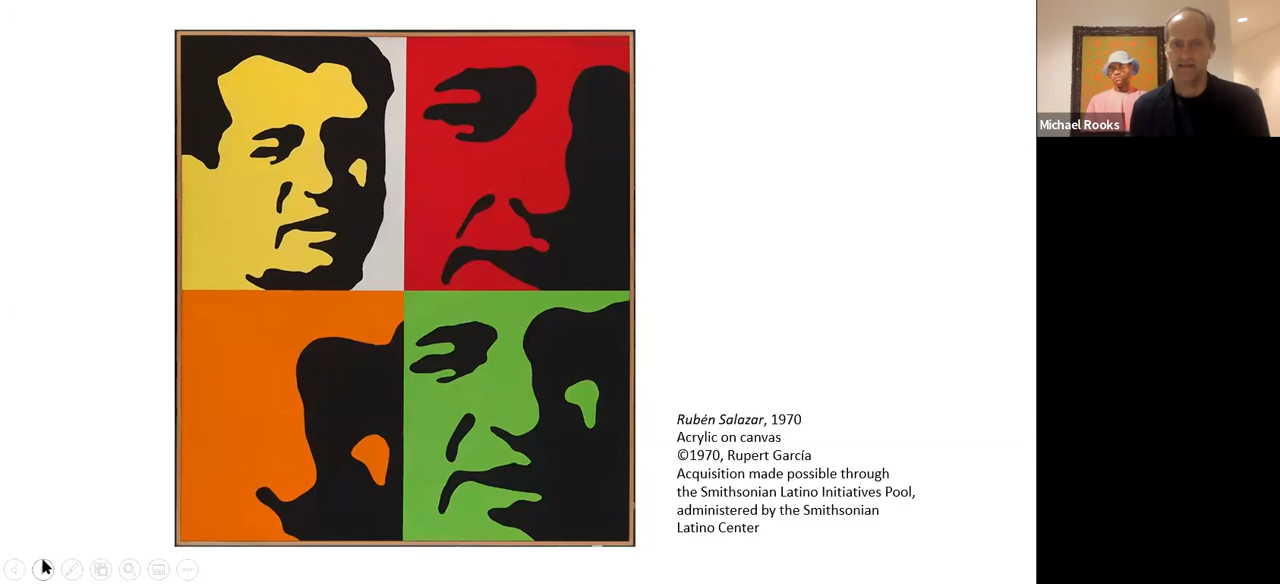 Michael Rooks
Rubén Salazar, 1970
Acrylic on canvas
©1970, Rupert García
Acquisition made possible through
the Smithsonian Latino Initiatives Pool,
administered by the Smithsonian
Latino Center